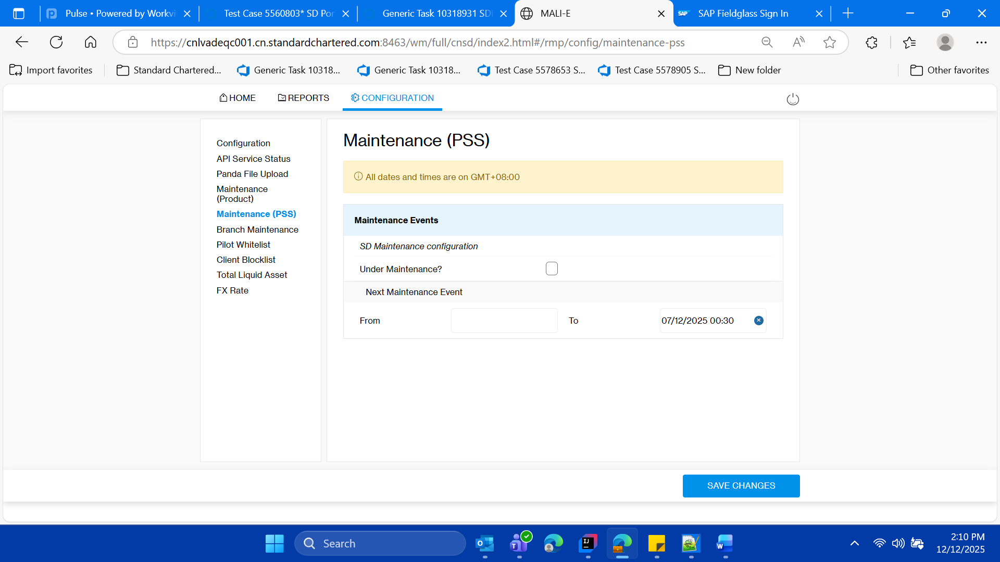 Pulse • Powered by Workvi
Test Case 5560803* SD Por
Generic Task 10318931 SDI
MALI-E
SAP Fieldglass Sign In
https://cnlvadeqc001.cn.standardchartered.com:8463/wm/full/cnsd/index2.html#/rmp/config/maintenance-pss
Import favorites
Standard Chartered...
Generic Task 10318...
Generic Task 10318...
Test Case 5578653 S...
Test Case 5578905 S...
New folder
Other favorites
HOME
REPORTS
CONFIGURATION
Configuration
API Service Status
Panda File Upload
Maintenance
(Product)
Maintenance (PSS)
Branch Maintenance
Pilot Whitelist
Client Blocklist
Total Liquid Asset
FX Rate
Maintenance (PSS)
All dates and times are on GMT+08:00
Maintenance Events
SD Maintenance configuration
Under Maintenance?
Next Maintenance Event
From
To
07/12/2025 00:30
SAVE CHANGES
Search
2:10 PM
12/12/2025